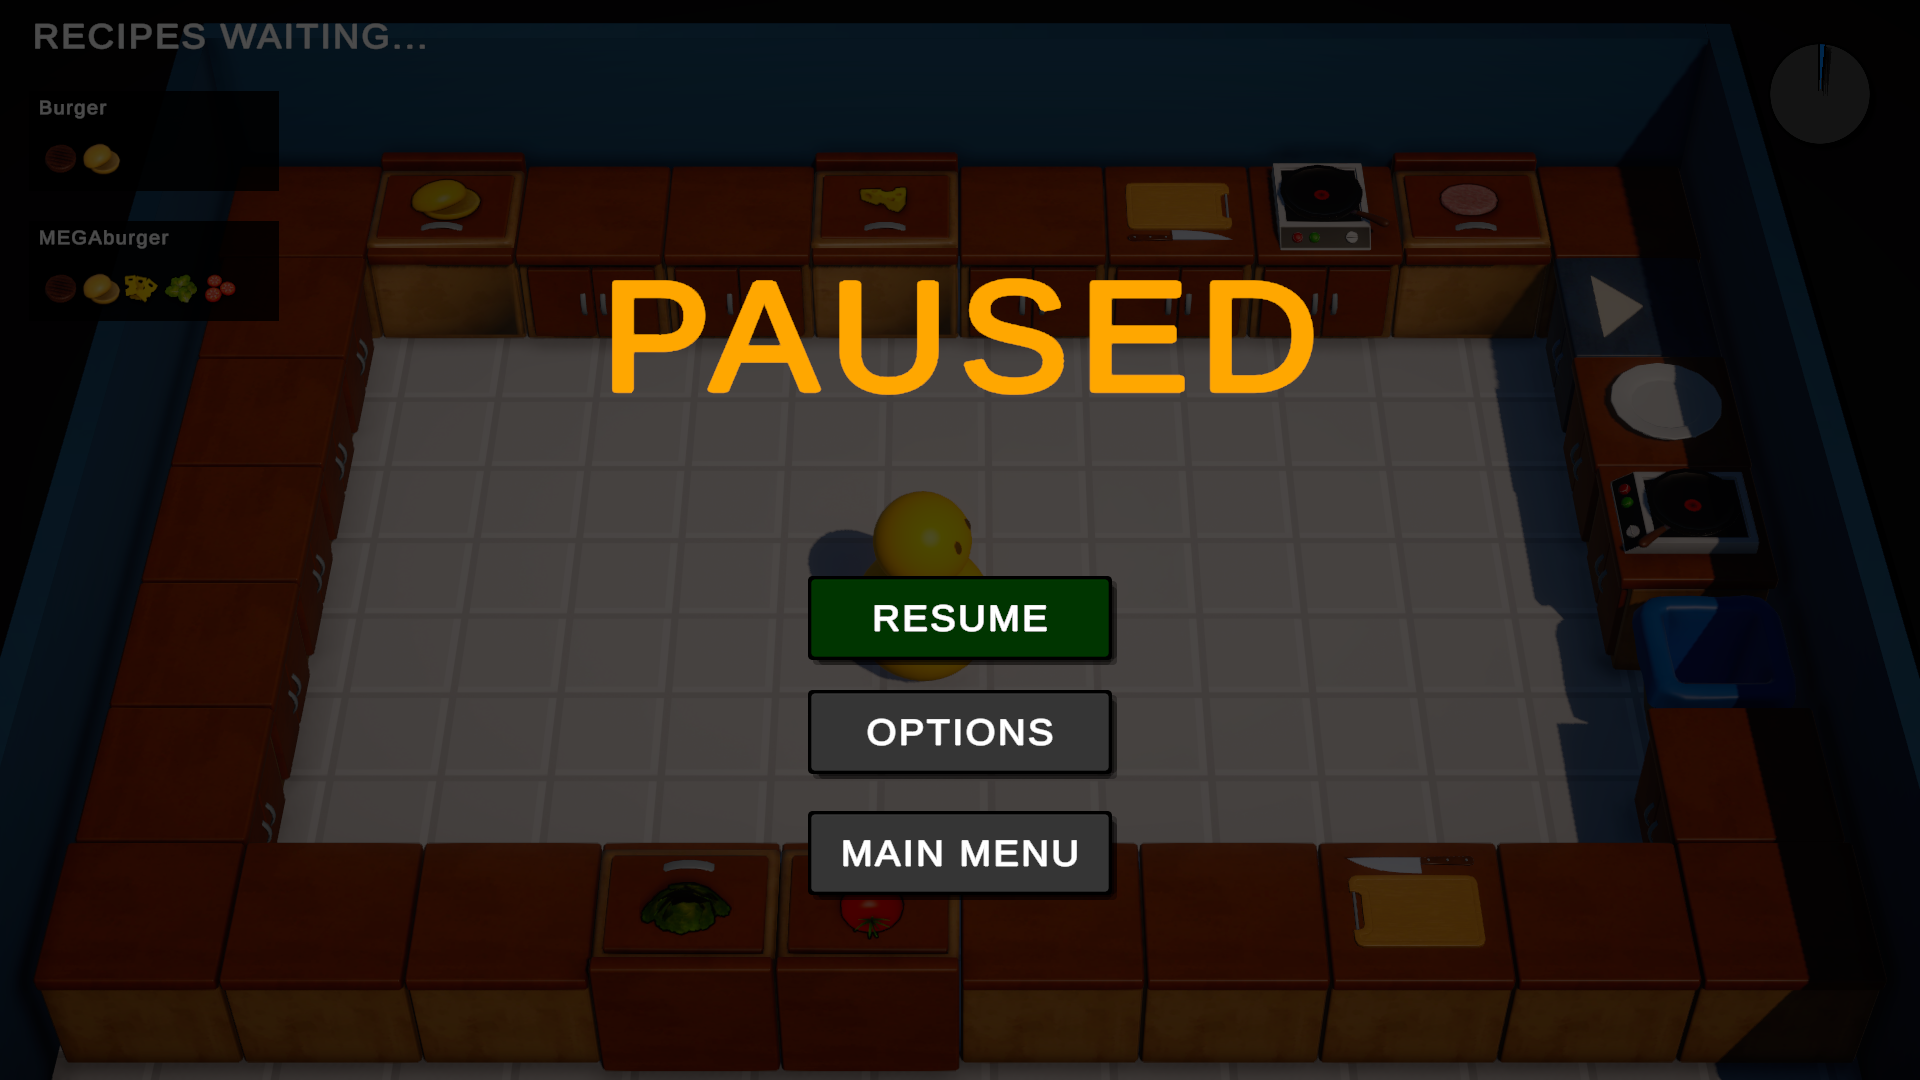 RECIPES WAITING...
Burger
MEGAburger
PAUSED
RESUME
OPTIONS
MAIN MENU